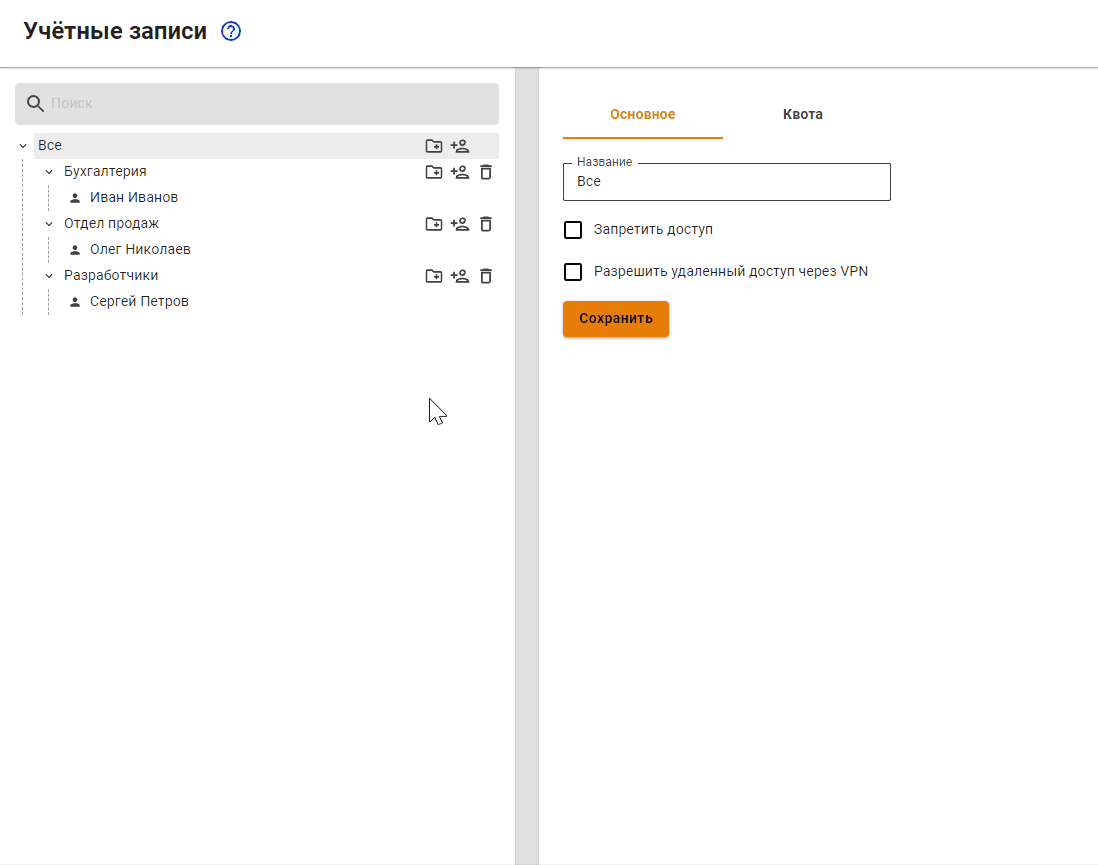 Учётные записи
Поиск
Все
Бухгалтерия
Иван Иванов
Отдел продаж
Олег Николаев
Разработчики
Сергей Петров
Основное
Квота
Название
Все
Запретить доступ
Разрешить удаленный доступ через VPN
Сохранить